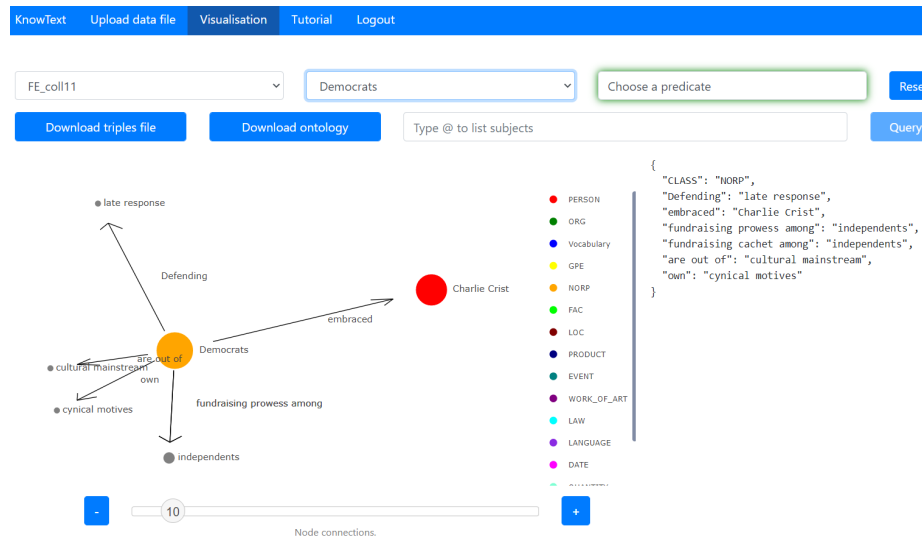 KnowText Upload data file Visualisation Tutorial Logout
FE_coll11 Democrats Choose a predicate Rese
Download triples file Download ontology Type @ to list subjects Query
late response
Defending
Charlie Crist
embraced
Democrats
are out of
cultural mainstream
own
cynical motives
fundraising prowess among
independents
PERSON
ORG
Vocabulary
GPE
NORP
FAC
LOC
PRODUCT
EVENT
WORK_OF_ART
LAW
LANGUAGE
DATE
QUANTITY
{
"CLASS": "NORP",
"Defending": "late response",
"embraced": "Charlie Crist",
"fundraising prowess among": "independents",
"fundraising cachet among": "independents",
"are out of": "cultural mainstream",
"own": "cynical motives"
}
- 10 +
Node connections.